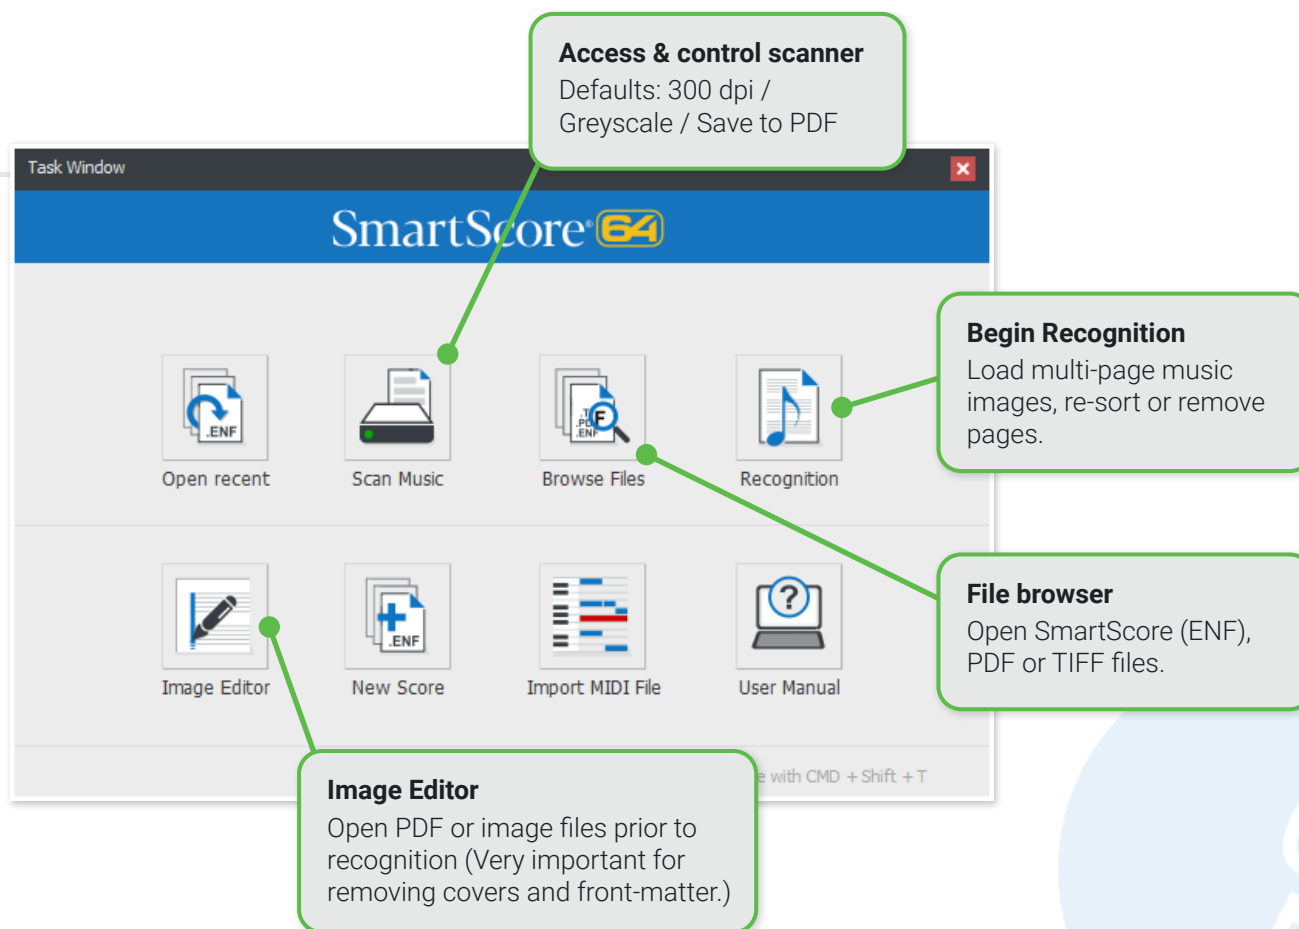 Access & control scanner
Defaults: 300 dpi /
Greyscale / Save to PDF
Task Window
SmartScore® 64
Begin Recognition
Load multi-page music
images, re-sort or remove
pages.
.ENF
.PDF
.ENF
F
Open recent
Scan Music
Browse Files
Recognition
File browser
Open SmartScore (ENF),
PDF or TIFF files.
.ENF
?
Image Editor
New Score
Import MIDI File
User Manual
with CMD + Shift + T
Image Editor
Open PDF or image files prior to
recognition (Very important for
removing covers and front-matter.)